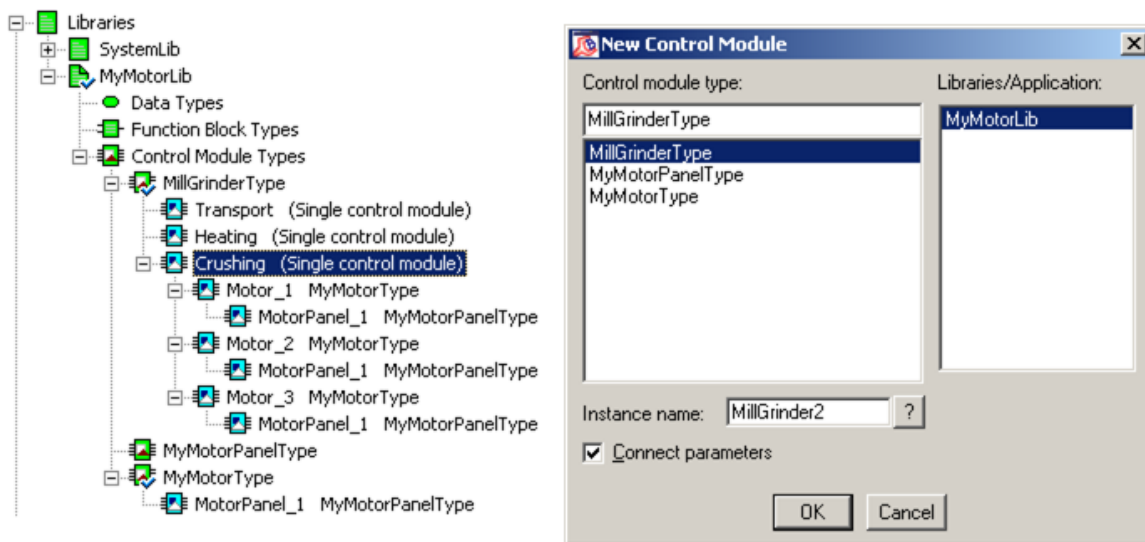 Libraries
SystemLib
MyMotorLib
Data Types
Function Block Types
Control Module Types
MillGrinderType
Transport (Single control module)
Heating (Single control module)
Crushing (Single control module)
Motor_1 MyMotorType
MotorPanel_1 MyMotorPanelType
Motor_2 MyMotorType
MotorPanel_1 MyMotorPanelType
Motor_3 MyMotorType
MotorPanel_1 MyMotorPanelType
MyMotorPanelType
MyMotorType
MotorPanel_1 MyMotorPanelType
New Control Module
Control module type:
MillGrinderType
MillGrinderType
MyMotorPanelType
MyMotorType
Libraries/Application:
MyMotorLib
Instance name: MillGrinder2 ?
Connect parameters
OK Cancel